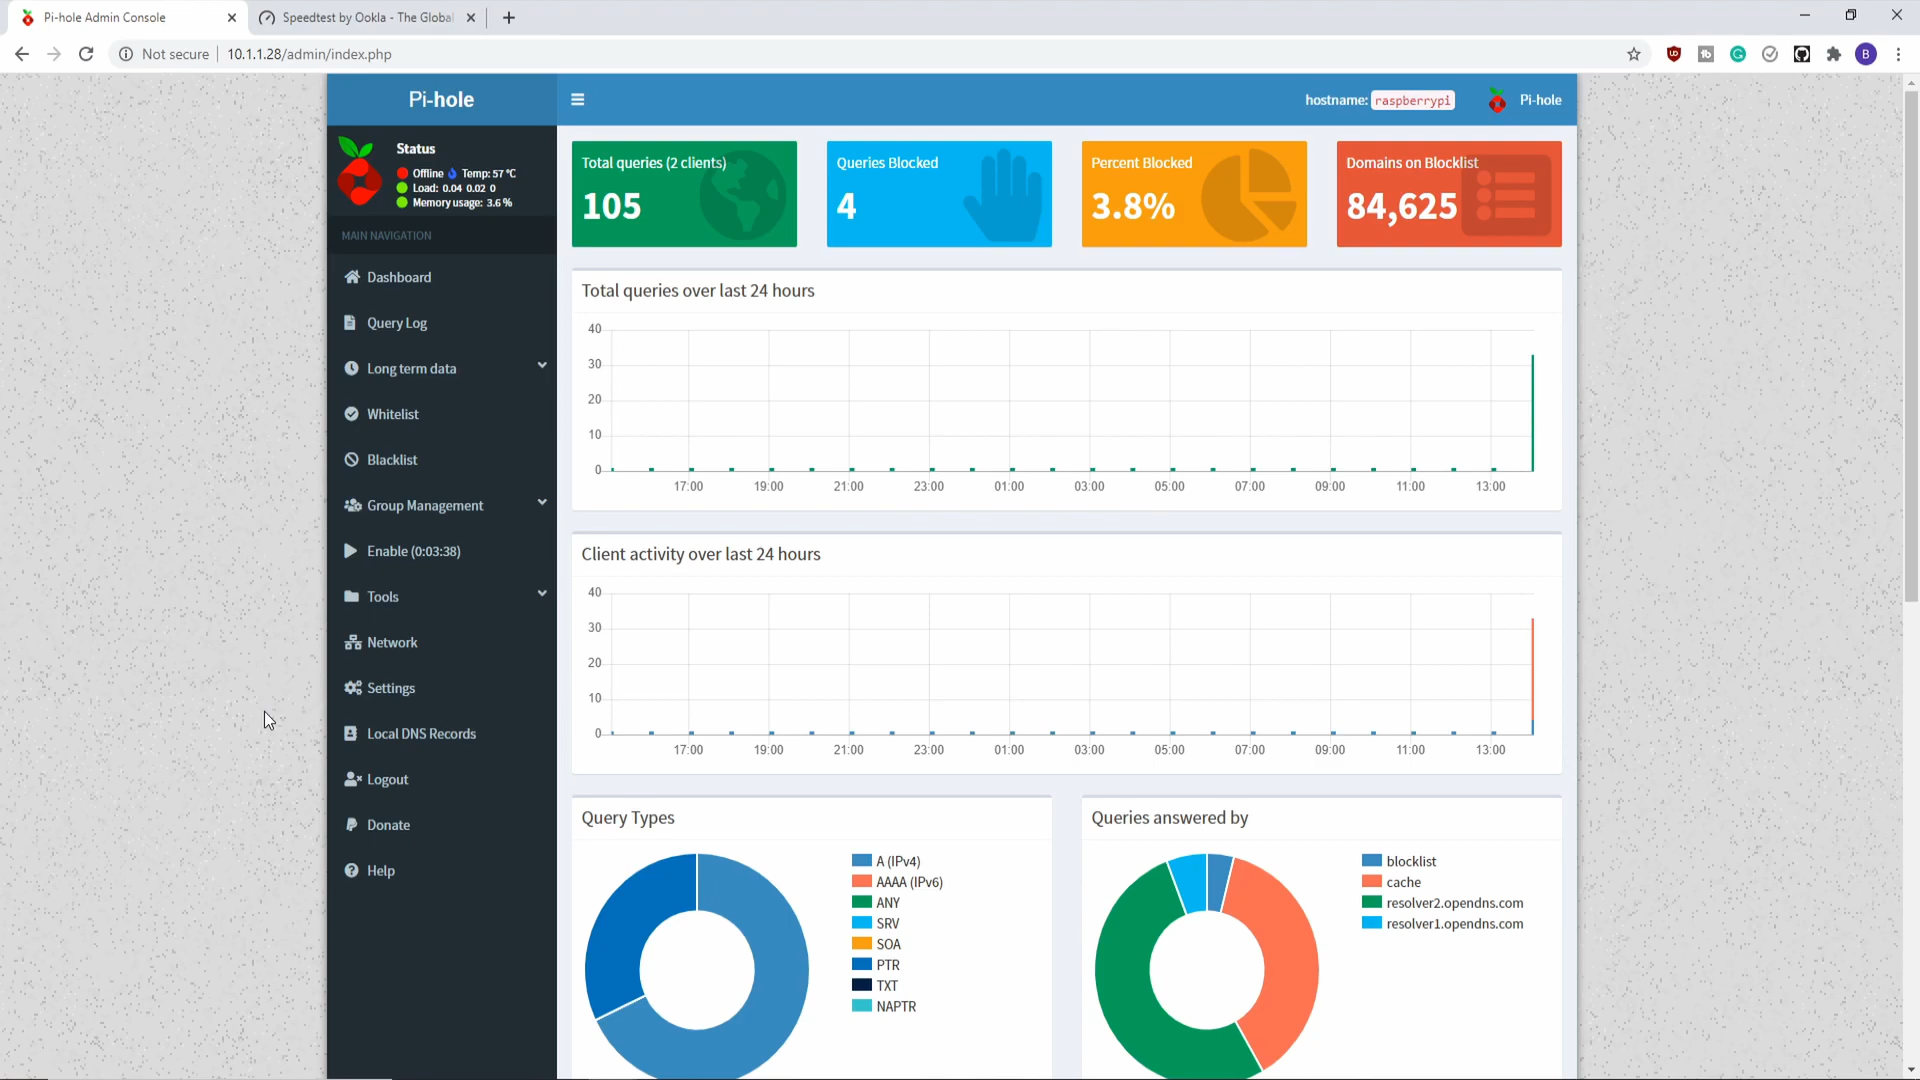 Pi-hole Admin Console
Speedtest by Ookla - The Global
Not secure
10.1.1.28/admin/index.php
B
Pi-hole
hostname: raspberrypi
Pi-hole
Status
Offline Temp: 57 °C
Load: 0.04 0.02 0
Memory usage: 3.6 %
MAIN NAVIGATION
Dashboard
Query Log
Long term data
Whitelist
Blacklist
Group Management
Enable (0:03:38)
Tools
Network
Settings
Local DNS Records
Logout
Donate
Help
Total queries (2 clients)
105
Queries Blocked
4
Percent Blocked
3.8%
Domains on Blocklist
84,625
Total queries over last 24 hours
40
30
20
10
0
17:00 19:00 21:00 23:00 01:00 03:00 05:00 07:00 09:00 11:00 13:00
Client activity over last 24 hours
40
30
20
10
0
17:00 19:00 21:00 23:00 01:00 03:00 05:00 07:00 09:00 11:00 13:00
Query Types
A (IPv4)
AAAA (IPv6)
ANY
SRV
SOA
PTR
TXT
NAPTR
Queries answered by
blocklist
cache
resolver2.opendns.com
resolver1.opendns.com